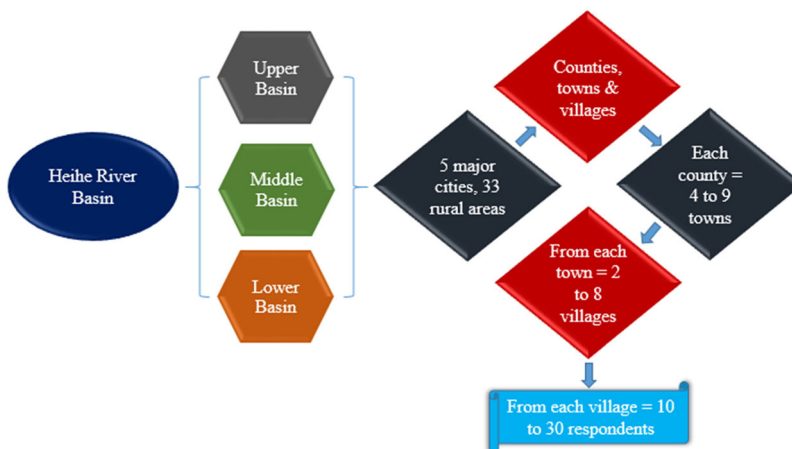 Heihe River
Basin
Upper
Basin
Middle
Basin
Lower
Basin
5 major
cities, 33
rural areas
Counties,
towns &
villages
Each
county =
4 to 9
towns
From each
town = 2
to 8
villages
From each village = 10
to 30 respondents